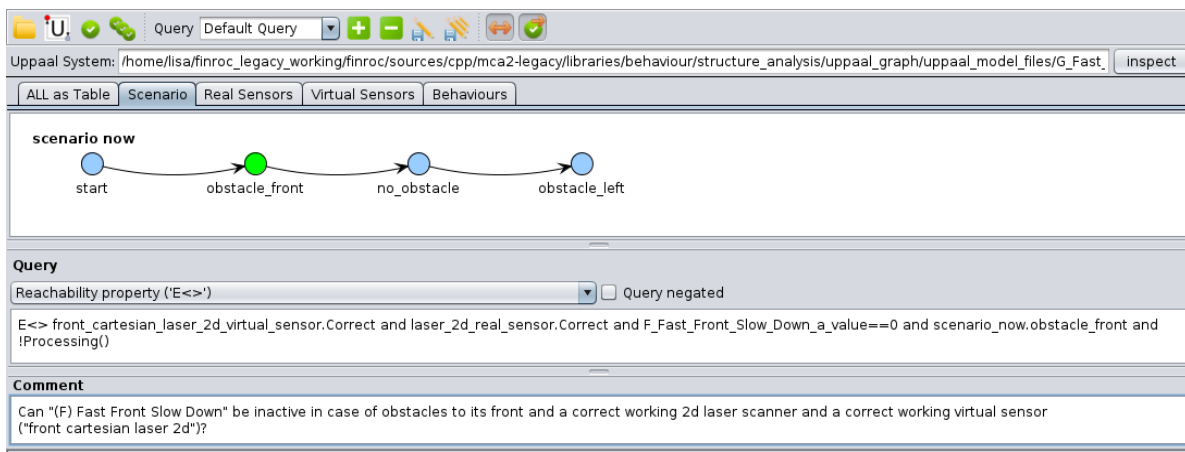 U, Query Default Query
Uppaal System: /home/lisa/finroc_legacy_working/finroc/sources/cpp/mca2-legacy/libraries/behaviour/structure_analysis/uppaal_graph/uppaal_model_files/G_Fast_ inspect
ALL as Table Scenario Real Sensors Virtual Sensors Behaviours
scenario now
start obstacle_front no_obstacle obstacle_left
Query
Reachability property ('E<>') Query negated
E<> front_cartesian_laser_2d_virtual_sensor.Correct and laser_2d_real_sensor.Correct and F_Fast_Front_Slow_Down_a_value==0 and scenario_now.obstacle_front and
!Processing()
Comment
Can "(F) Fast Front Slow Down" be inactive in case of obstacles to its front and a correct working 2d laser scanner and a correct working virtual sensor
("front cartesian laser 2d")?